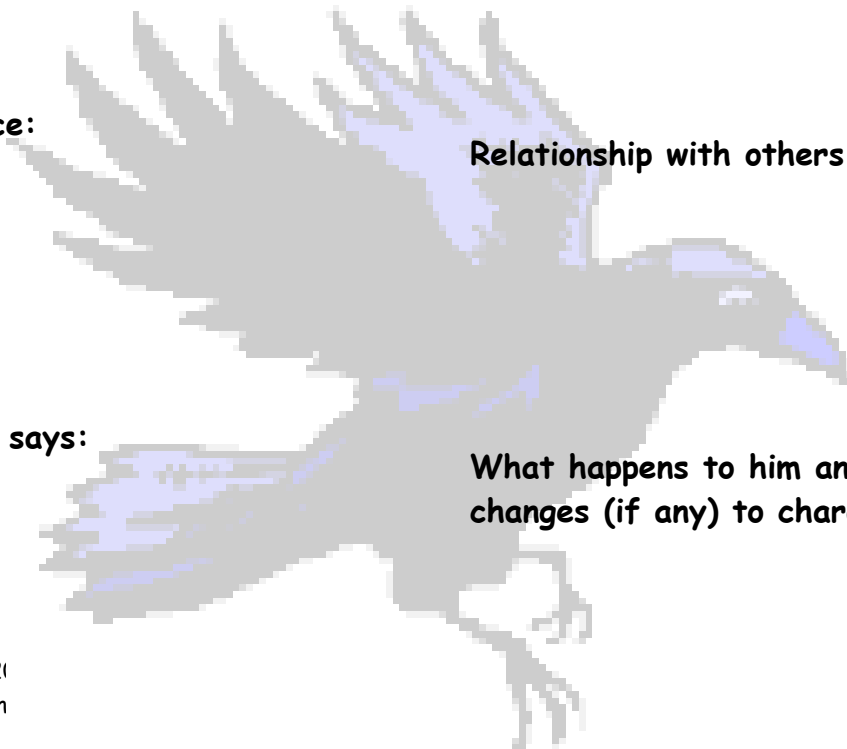 ce:
Relationship with others
says:
What happens to him an
changes (if any) to char